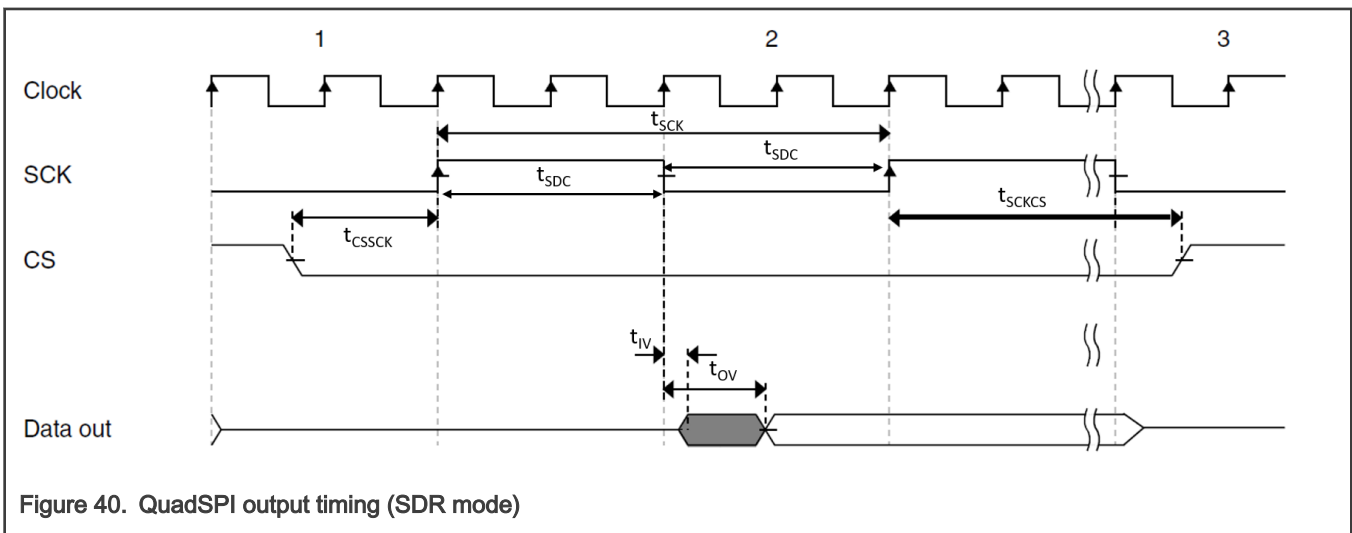 1 2 3
Clock
tSCK
tSDC
SCK
tSDC
tSCKCS
tCSSCK
CS
tIV
tOV
Data out
Figure 40. QuadSPI output timing (SDR mode)